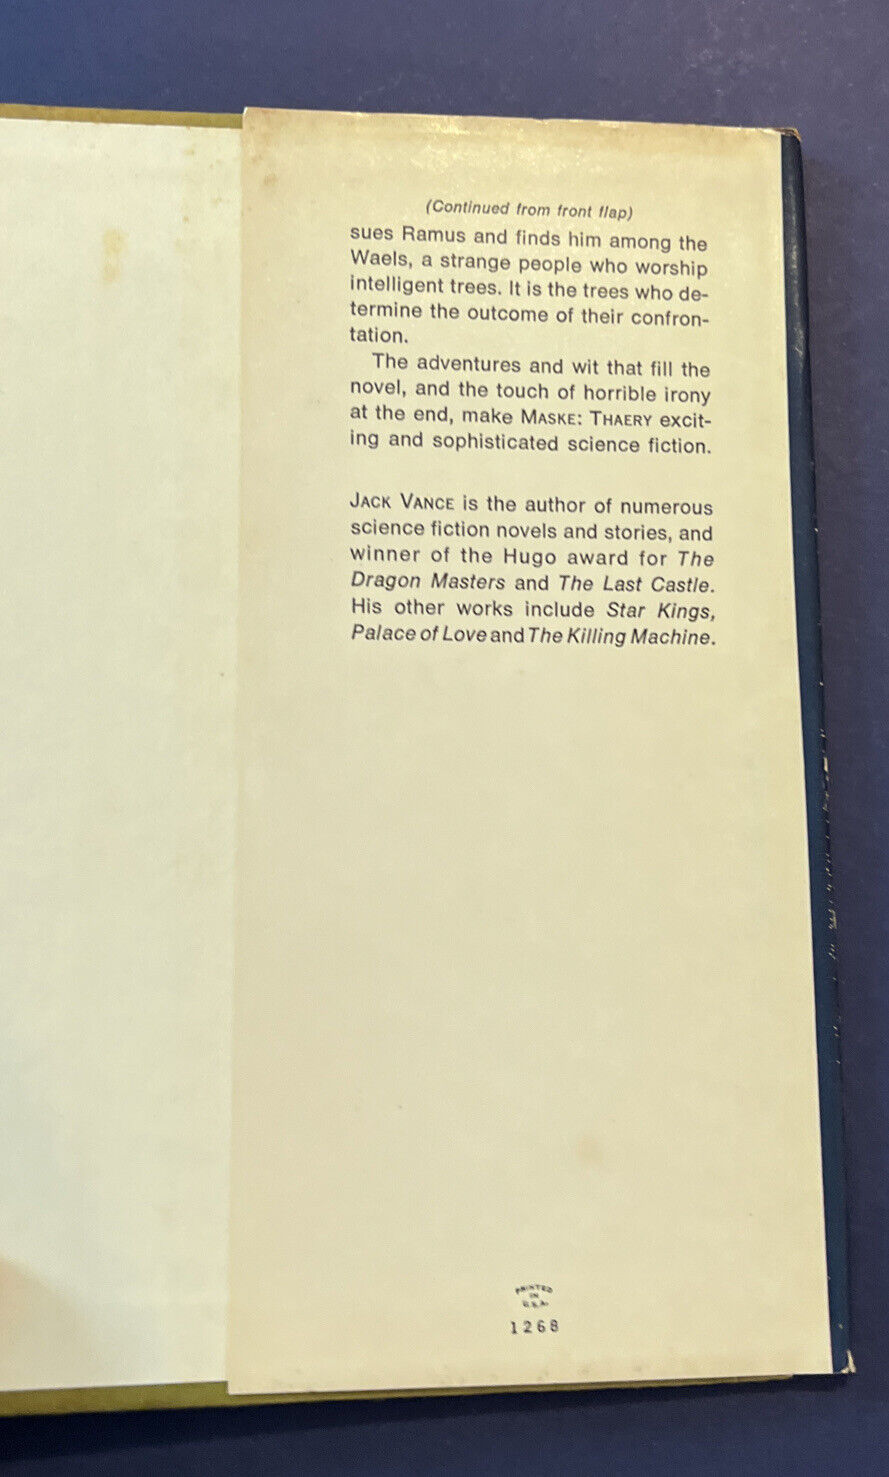 (Continued from front flap)
sues Ramus and finds him among the
Waels, a strange people who worship
intelligent trees. It is the trees who de-
termine the outcome of their confron-
tation.
The adventures and wit that fill the
novel, and the touch of horrible irony
at the end, make MASKE: THAERY excit-
ing and sophisticated science fiction.
JACK VANCE is the author of numerous
science fiction novels and stories, and
winner of the Hugo award for The
Dragon Masters and The Last Castle.
His other works include Star Kings,
Palace of Love and The Killing Machine.
PRINTED
IN
U.S.A.
1268